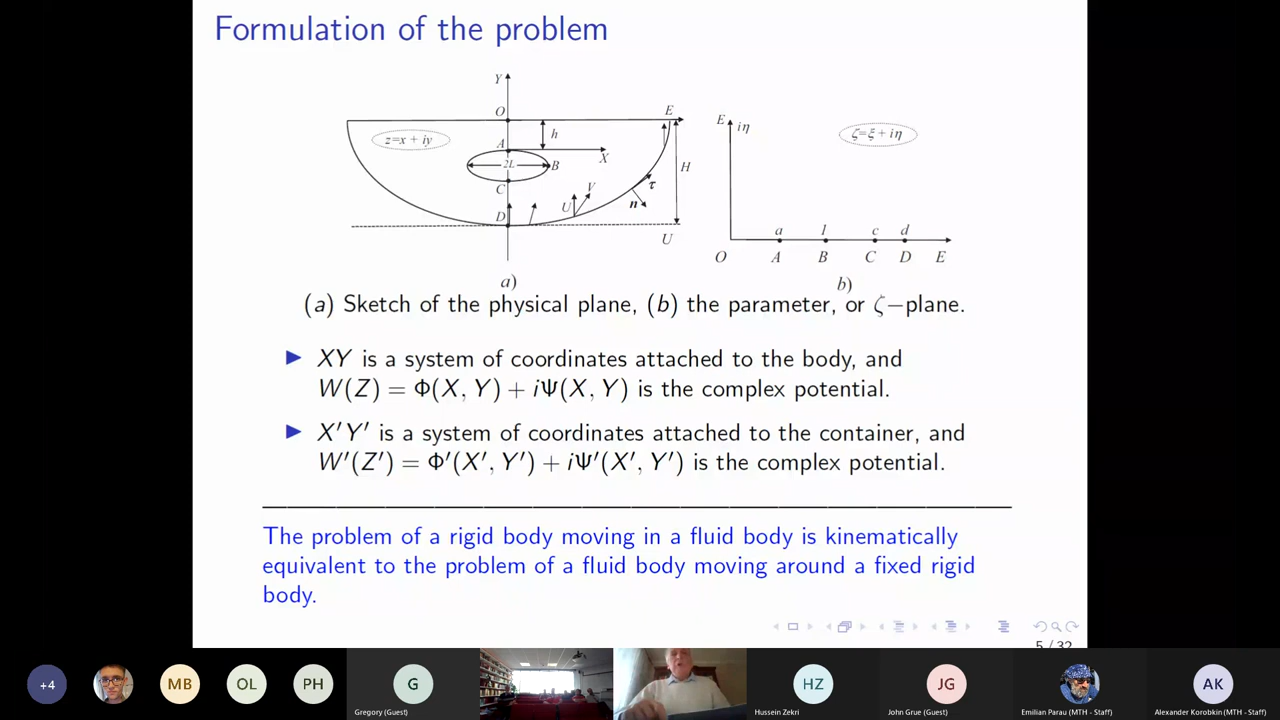 Formulation of the problem
Y
O
E
z=x + iy
h
A
X
2L
B
H
C
V
τ
U
n
D
U
a)
E
iη
ζ=ξ + iη
a
l
c
d
O
A
B
C
D
E
b)
(a) Sketch of the physical plane, (b) the parameter, or ζ−plane.
XY is a system of coordinates attached to the body, and
W(Z) = Φ(X, Y) + iΨ(X, Y) is the complex potential.
X′Y′ is a system of coordinates attached to the container, and
W′(Z′) = Φ′(X′, Y′) + iΨ′(X′, Y′) is the complex potential.
The problem of a rigid body moving in a fluid body is kinematically
equivalent to the problem of a fluid body moving around a fixed rigid
body.
5 / 32
+4
MB
OL
PH
G
HZ
JG
AK
Gregory (Guest)
Hussein Zekri
John Grue (Guest)
Emilian Parau (MTH - Staff)
Alexander Korobkin (MTH - Staff)